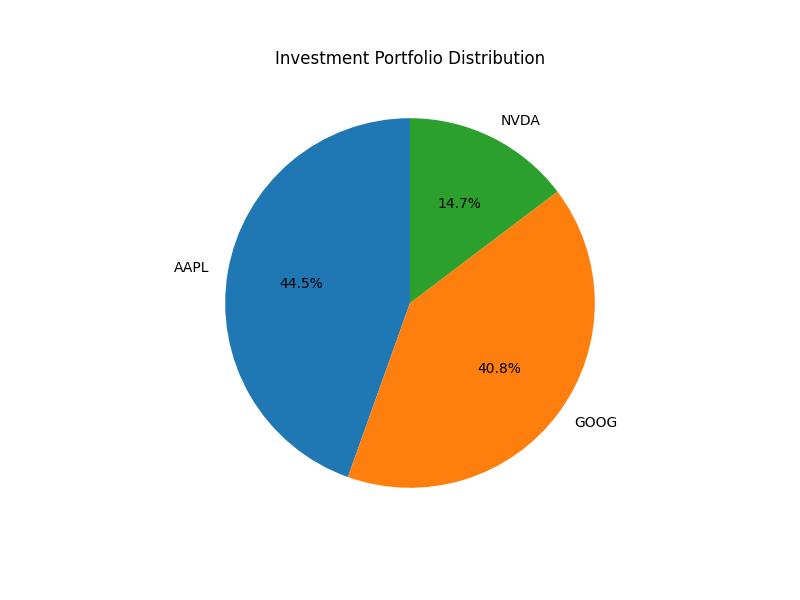 Investment Portfolio Distribution
NVDA
14.7%
AAPL
44.5%
40.8%
GOOG